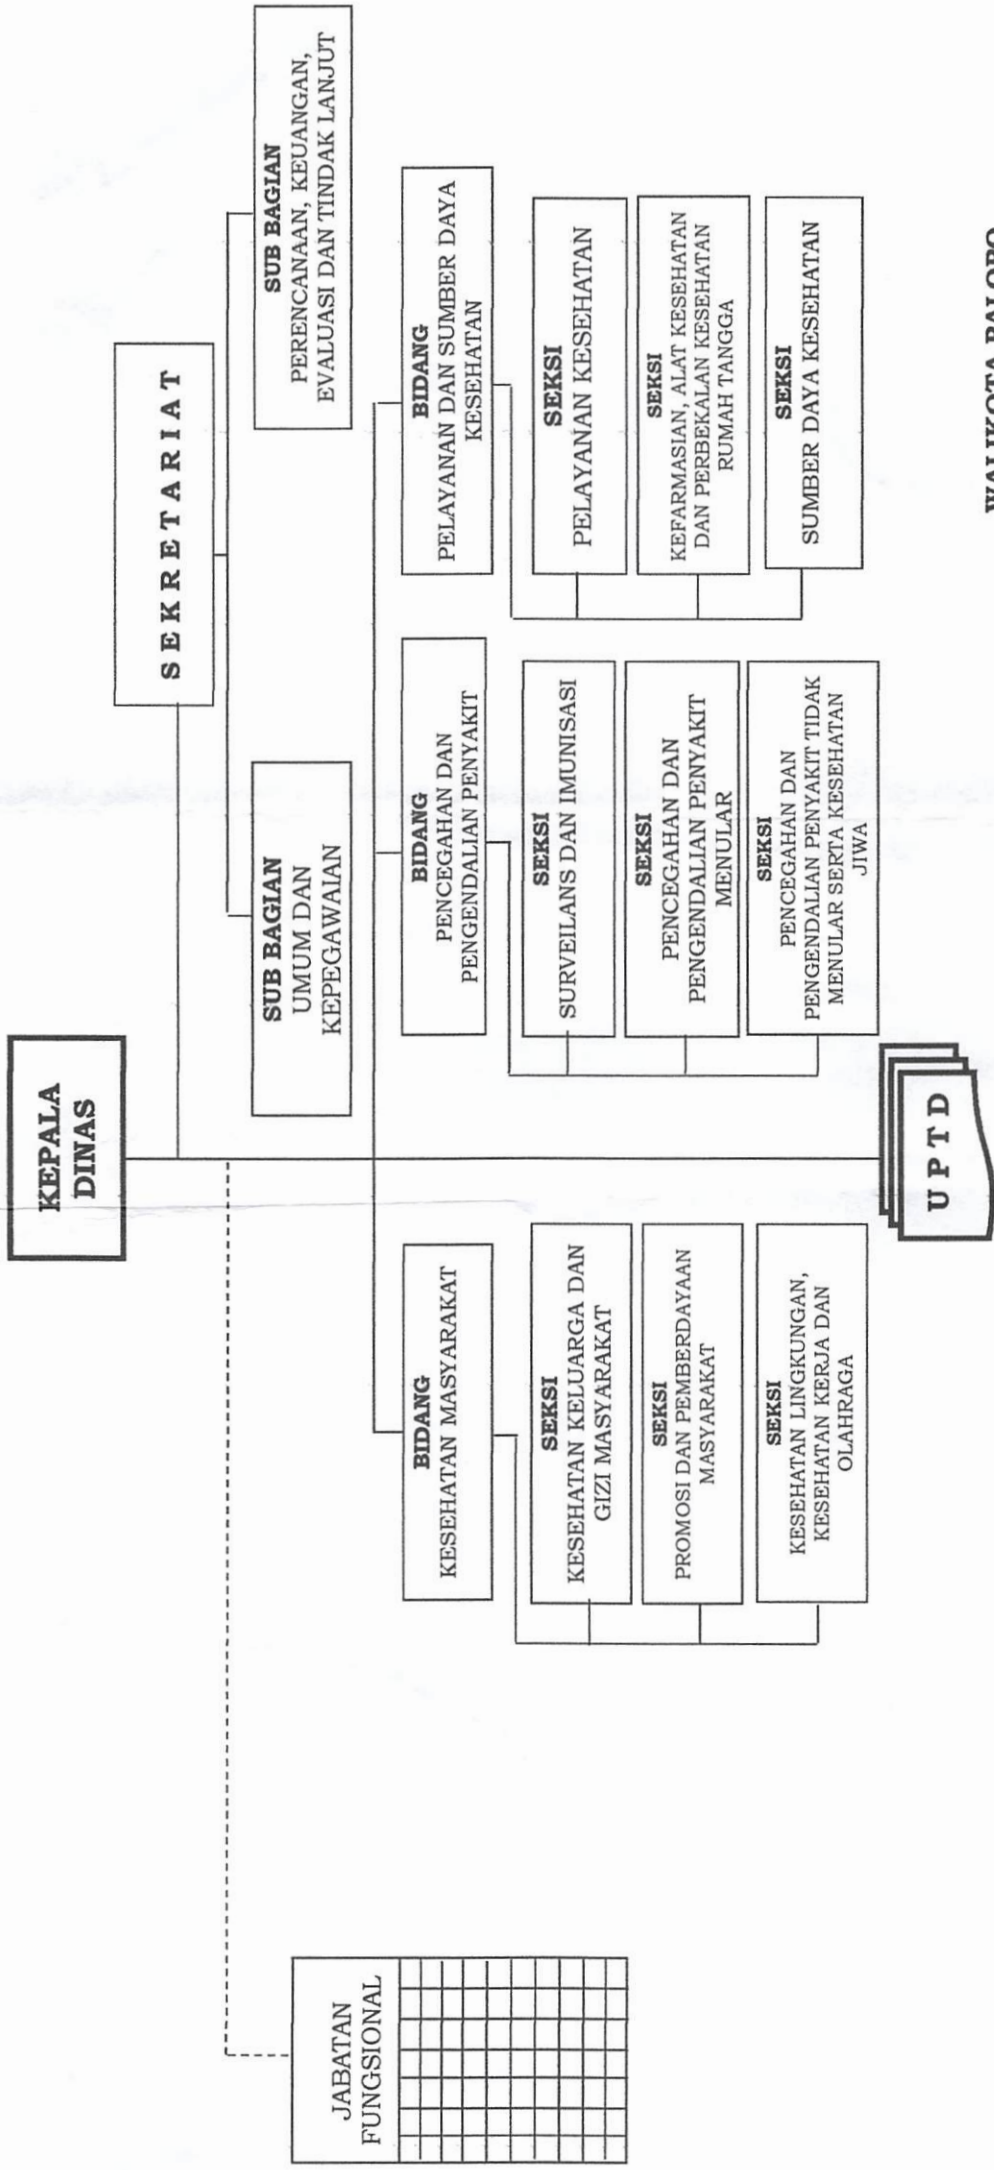 KEPALA
DINAS
SEKRETARIAT
SUB BAGIAN
UMUM DAN
KEPEGAWAIAN
SUB BAGIAN
PERENCANAAN, KEUANGAN,
EVALUASI DAN TINDAK LANJUT
JABATAN
FUNGSIONAL
BIDANG
KESEHATAN MASYARAKAT
SEKSI
KESEHATAN KELUARGA DAN
GIZI MASYARAKAT
SEKSI
PROMOSI DAN PEMBERDAYAAN
MASYARAKAT
SEKSI
KESEHATAN LINGKUNGAN,
KESEHATAN KERJA DAN
OLAHRAGA
BIDANG
PENCEGAHAN DAN
PENGENDALIAN PENYAKIT
SEKSI
SURVEILANS DAN IMUNISASI
SEKSI
PENCEGAHAN DAN
PENGENDALIAN PENYAKIT
MENULAR
SEKSI
PENCEGAHAN DAN
PENGENDALIAN PENYAKIT TIDAK
MENULAR SERTA KESEHATAN
JIWA
BIDANG
PELAYANAN DAN SUMBER DAYA
KESEHATAN
SEKSI
PELAYANAN KESEHATAN
SEKSI
KEFARMASIAN, ALAT KESEHATAN
DAN PERBEKALAN KESEHATAN
RUMAH TANGGA
SEKSI
SUMBER DAYA KESEHATAN
UPTD
WALIKOTA PALOPO